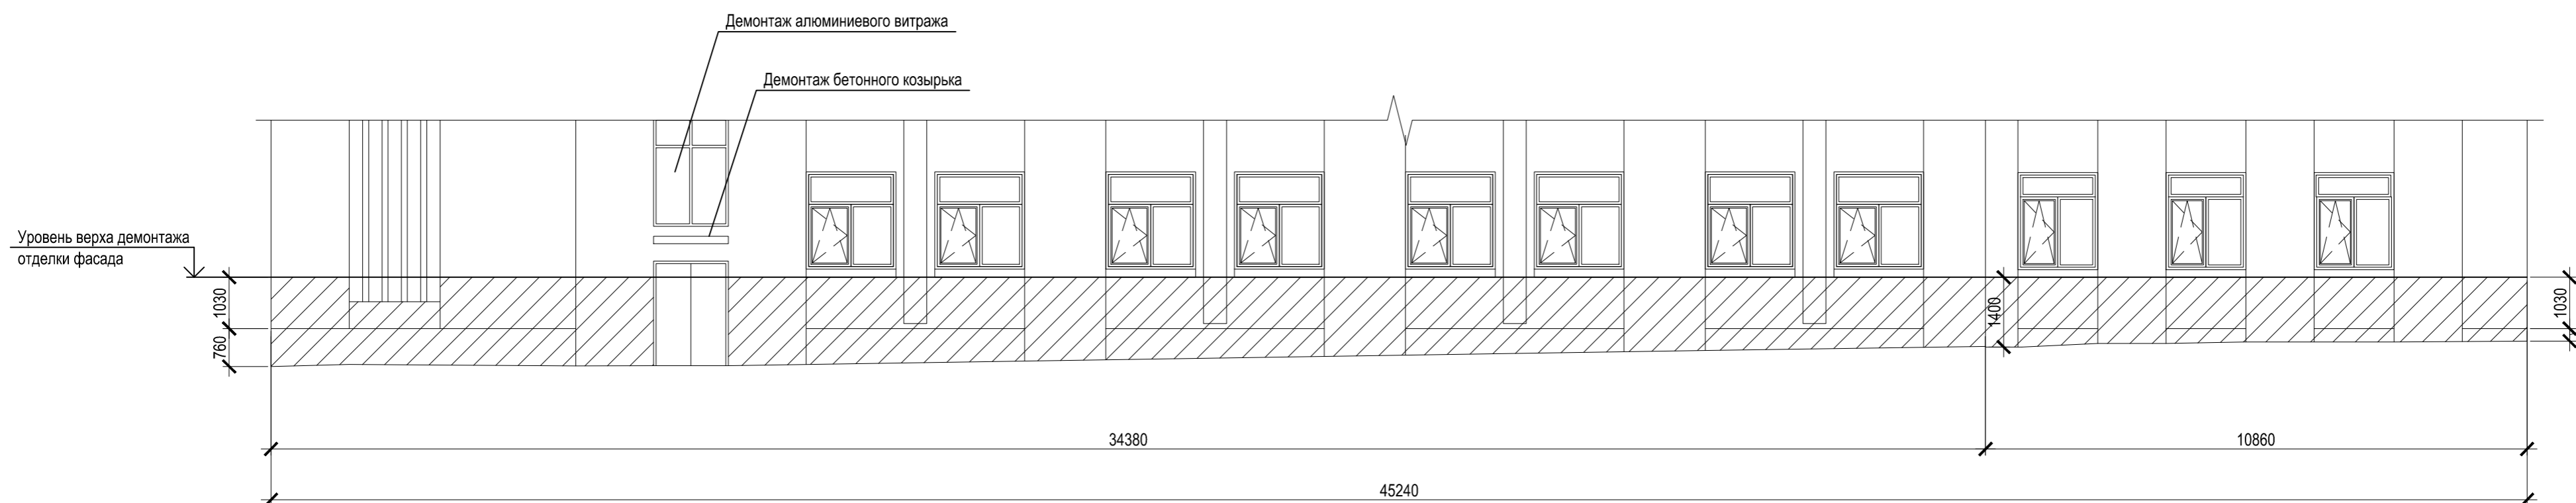 Демонтаж алюминиевого витража
Демонтаж бетонного козырька
Уровень верха демонтажа
отделки фасада
1030
760
1400
1030
34380
10860
45240